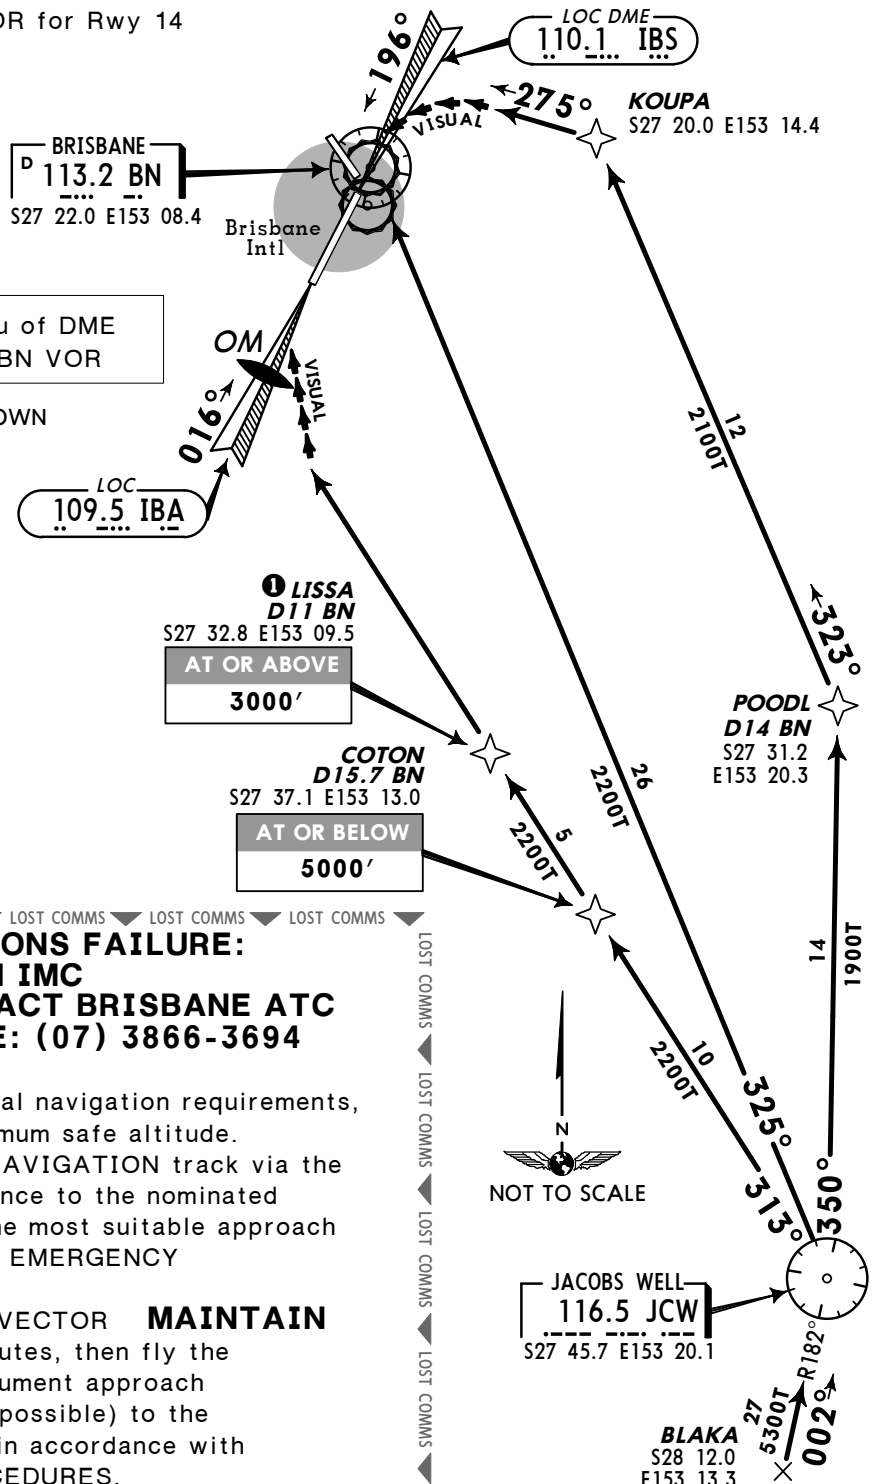 OR for Rwy 14
LOC DME
110.1 IBS
196°
275°
VISUAL
KOUPA
S27 20.0 E153 14.4
BRISBANE
D
113.2 BN
S27 22.0 E153 08.4
Brisbane
Intl
u of DME
BN VOR
OWN
OM
VISUAL
016°
LOC
109.5 IBA
12
2100T
323°
1 LISSA
D11 BN
S27 32.8 E153 09.5
AT OR ABOVE
3000′
POODL
D14 BN
S27 31.2
E153 20.3
COTON
D15.7 BN
S27 37.1 E153 13.0
AT OR BELOW
5000′
26
2200T
5
2200T
LOST COMMS LOST COMMS LOST COMMS
LOST COMMS LOST COMMS LOST COMMS LOST COMMS
ONS FAILURE:
IMC
ACT BRISBANE ATC
E: (07) 3866-3694
al navigation requirements,
mum safe altitude.
AVIGATION track via the
nce to the nominated
ne most suitable approach
EMERGENCY
VECTOR MAINTAIN
utes, then fly the
ument approach
possible) to the
in accordance with
CEDURES.
14
1900T
10
2200T
325°
313°
350°
N
NOT TO SCALE
JACOBS WELL
116.5 JCW
S27 45.7 E153 20.1
R182°
002°
27
5300T
BLAKA
S28 12.0
E153 13.3